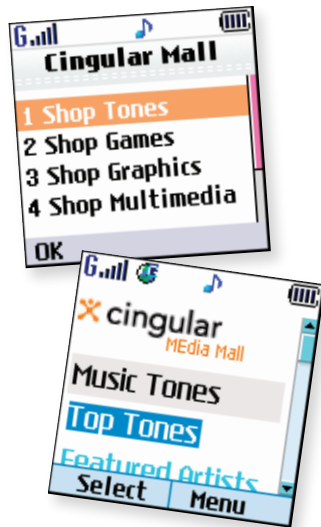 G
Cingular Mall
1 Shop Tones
2 Shop Games
3 Shop Graphics
4 Shop Multimedia
OK
G
cingular
MEdia Mall
Music Tones
Top Tones
Featured Artists
Select Menu